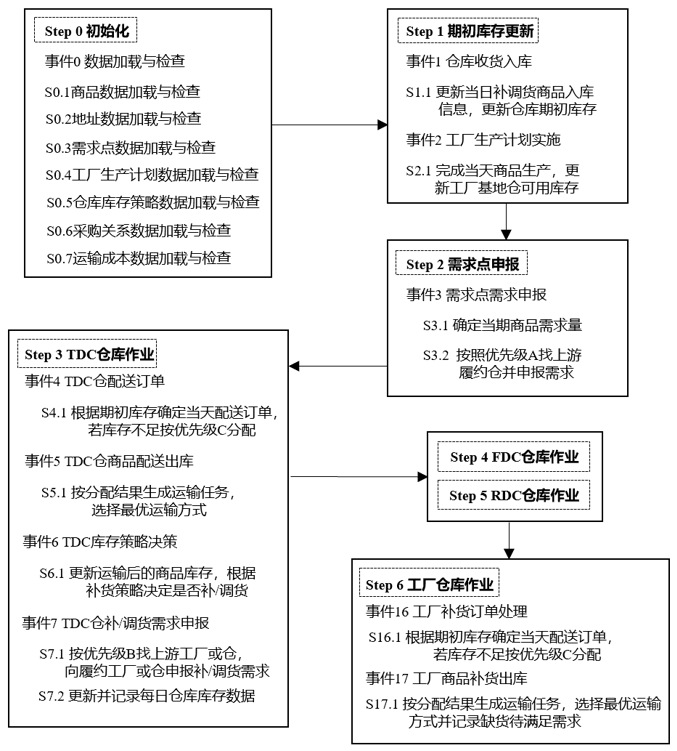 Step 0 初始化
事件0 数据加载与检查
S0.1商品数据加载与检查
S0.2地址数据加载与检查
S0.3需求点数据加载与检查
S0.4工厂生产计划数据加载与检查
S0.5仓库库存策略数据加载与检查
S0.6采购关系数据加载与检查
S0.7运输成本数据加载与检查
Step 1 期初库存更新
事件1 仓库收货入库
S1.1 更新当日补调货商品入库
信息，更新仓库期初库存
事件2 工厂生产计划实施
S2.1 完成当天商品生产，更
新工厂基地仓可用库存
Step 2 需求点申报
事件3 需求点需求申报
S3.1 确定当期商品需求量
S3.2 按照优先级A找上游
履约仓并申报需求
Step 3 TDC仓库作业
事件4 TDC仓配送订单
S4.1 根据期初库存确定当天配送订单，
若库存不足按优先级C分配
事件5 TDC仓商品配送出库
S5.1 按分配结果生成运输任务，
选择最优运输方式
事件6 TDC库存策略决策
S6.1 更新运输后的商品库存，根据
补货策略决定是否补/调货
事件7 TDC仓补/调货需求申报
S7.1 按优先级B找上游工厂或仓，
向履约工厂或仓申报补/调货需求
S7.2 更新并记录每日仓库库存数据
Step 4 FDC仓库作业
Step 5 RDC仓库作业
Step 6 工厂仓库作业
事件16 工厂补货订单处理
S16.1 根据期初库存确定当天配送订单，
若库存不足按优先级C分配
事件17 工厂商品补货出库
S17.1 按分配结果生成运输任务，选择最优运输
方式并记录缺货待满足需求